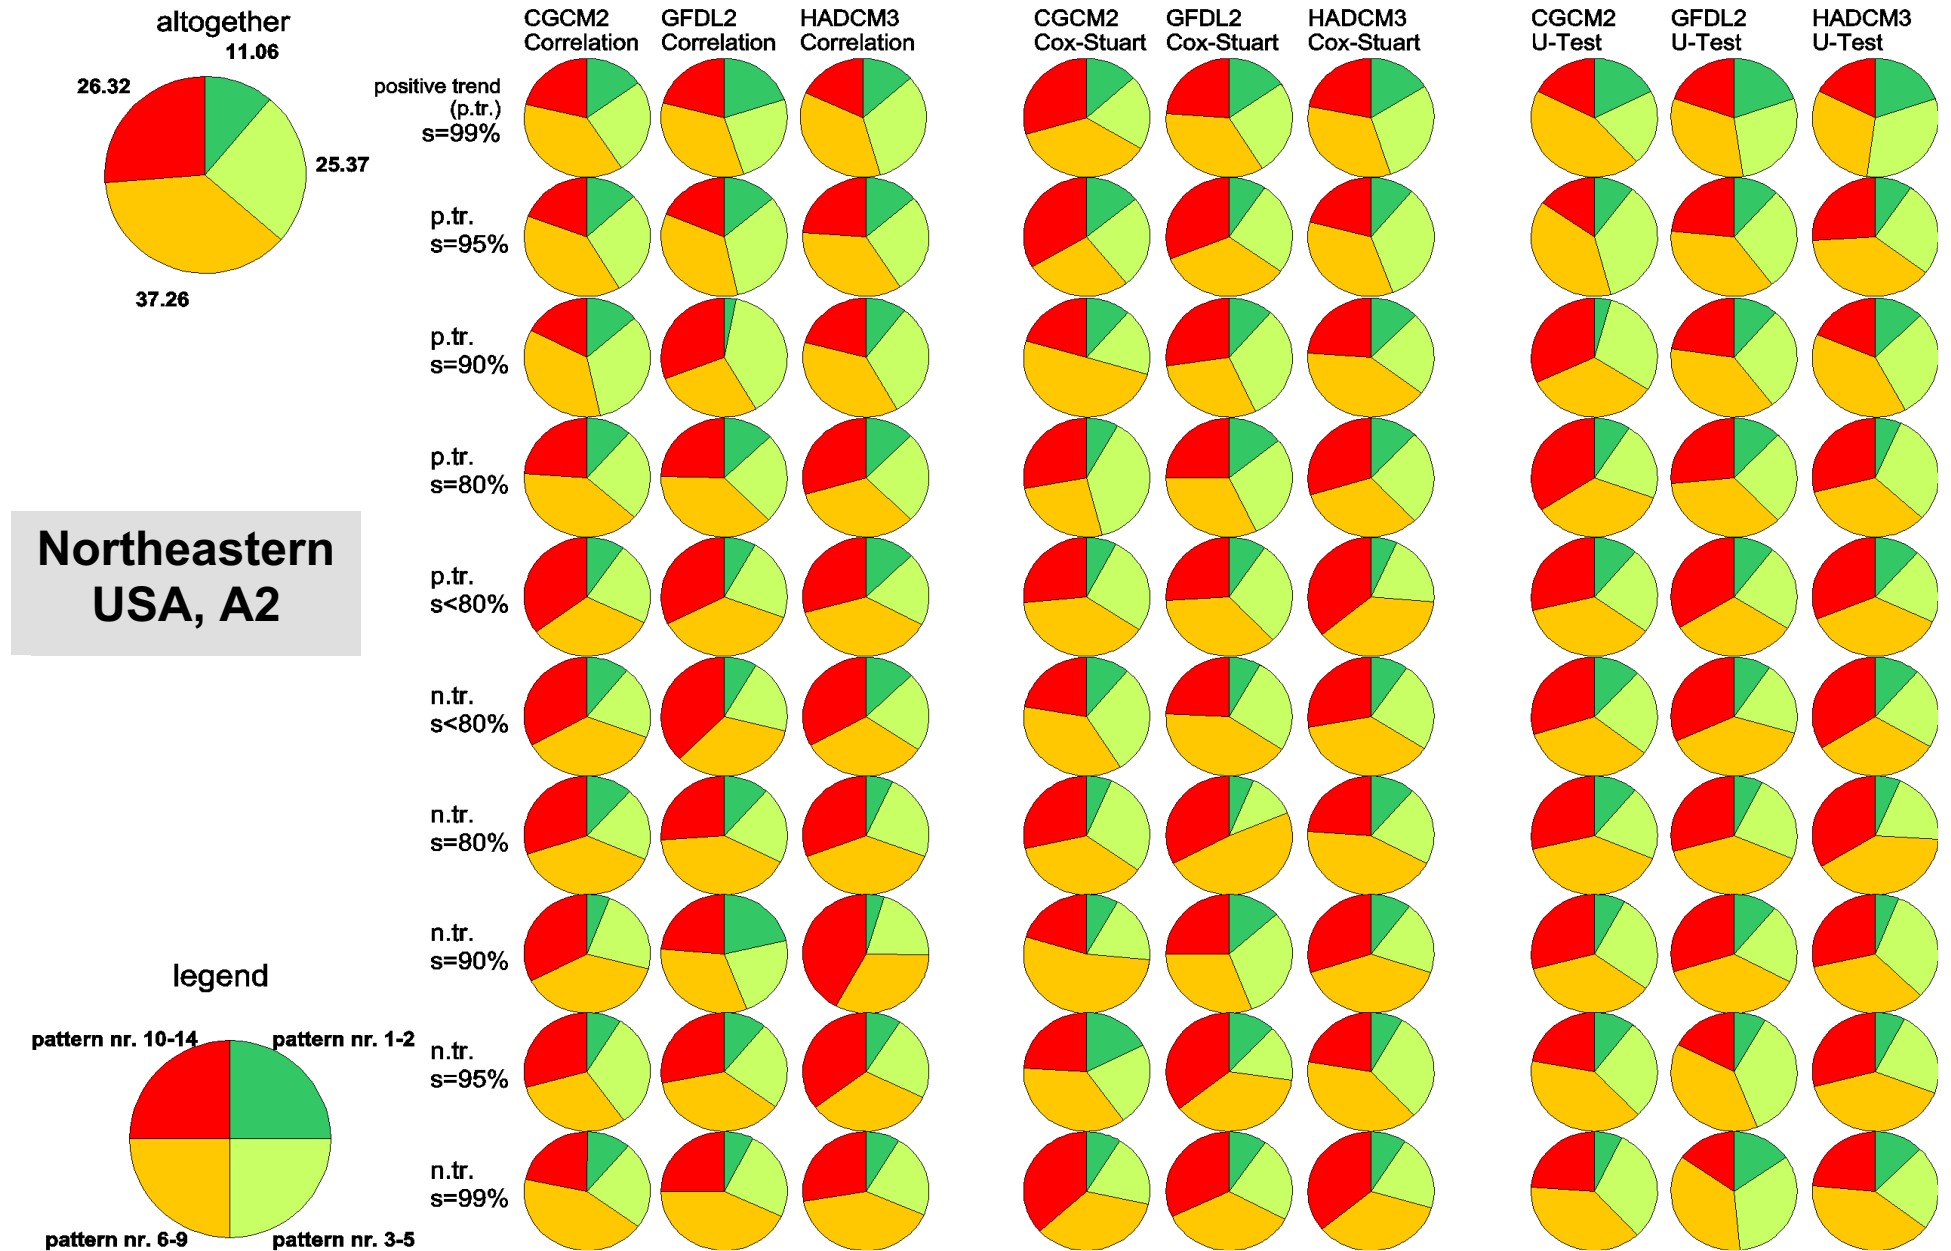 altogether
11.06
26.32
25.37
37.26
CGCM2 GFDL2 HADCM3 CGCM2 GFDL2 HADCM3 CGCM2 GFDL2 HADCM3
Correlation Correlation Correlation Cox-Stuart Cox-Stuart Cox-Stuart U-Test U-Test U-Test
positive trend
(p.tr.)
s=99%
p.tr.
s=95%
p.tr.
s=90%
p.tr.
s=80%
Northeastern
USA, A2
p.tr.
s<80%
n.tr.
s<80%
n.tr.
s=80%
n.tr.
s=90%
n.tr.
s=95%
n.tr.
s=99%
legend
pattern nr. 10-14 pattern nr. 1-2
pattern nr. 6-9 pattern nr. 3-5